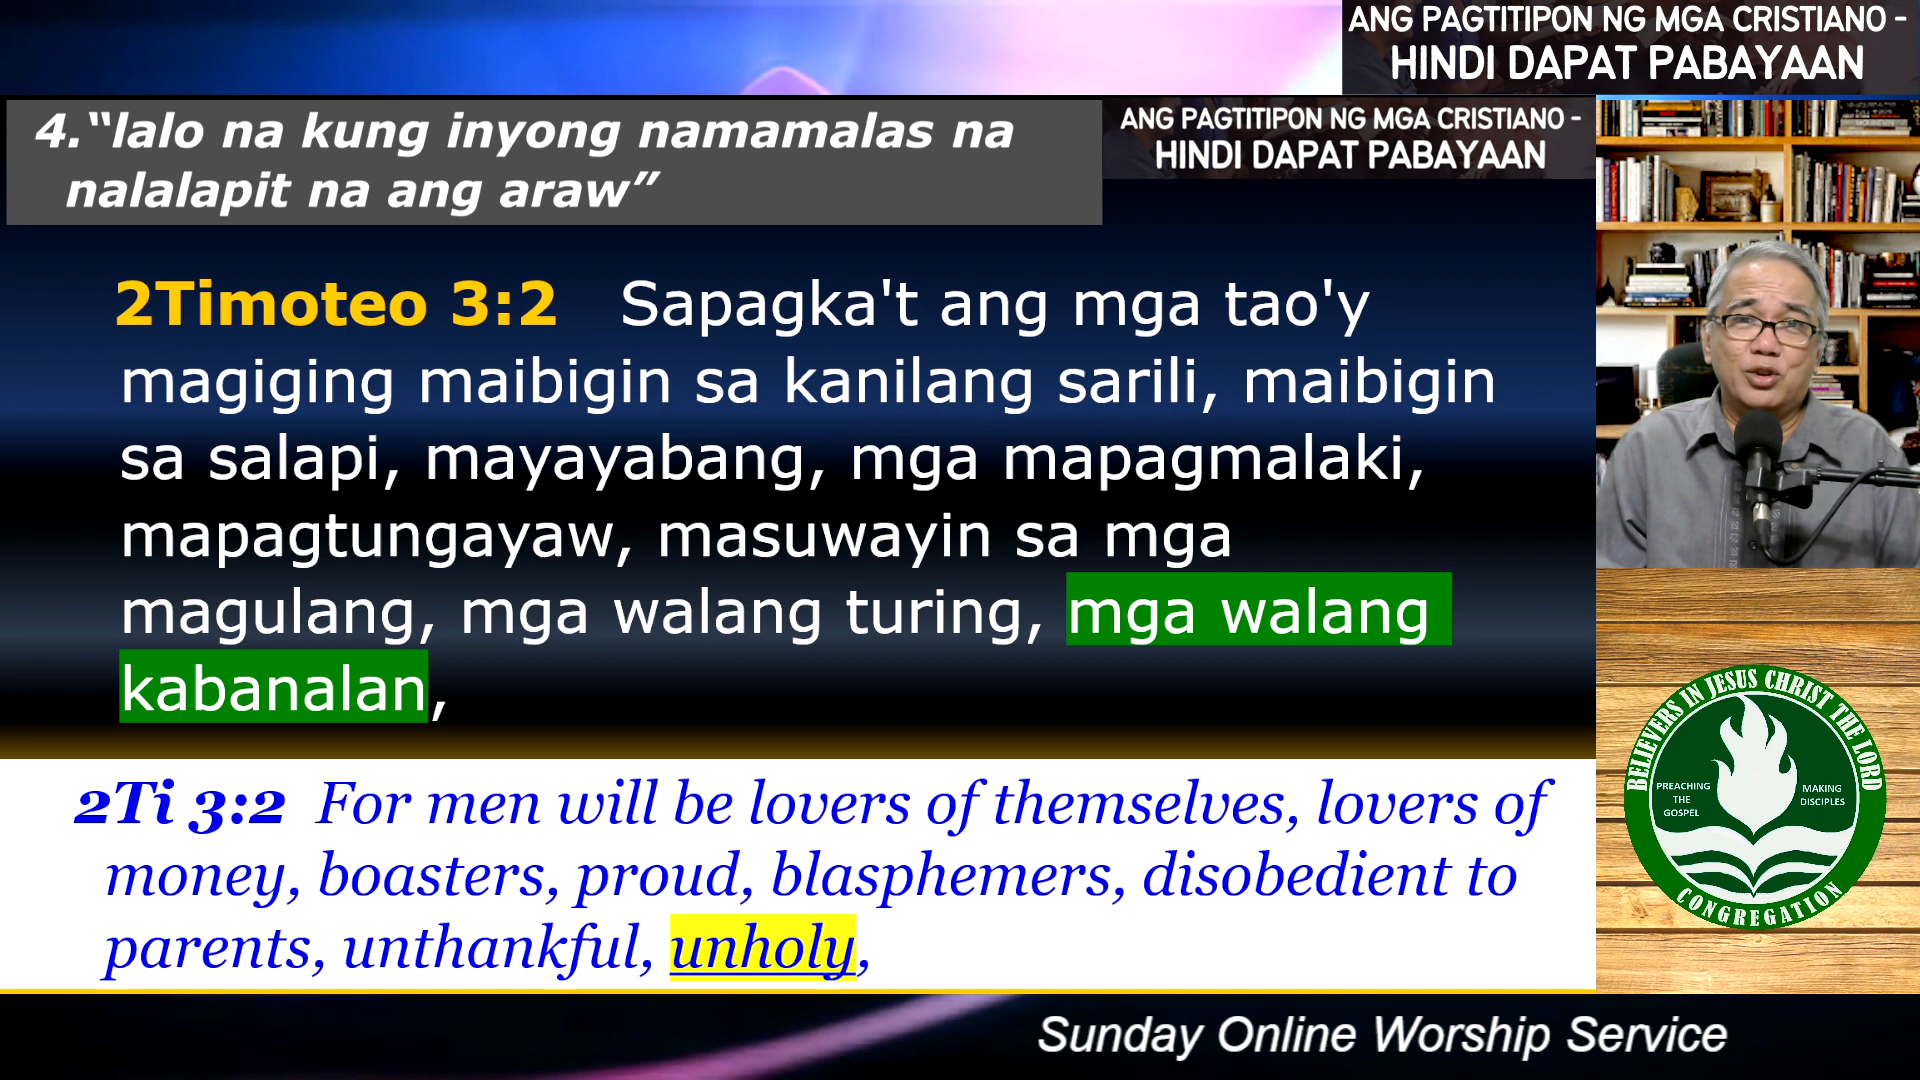 ANG PAGTITIPON NG MGA CRISTIANO -
HINDI DAPAT PABAYAAN
4.“lalo na kung inyong namamalas na
nalalapit na ang araw”
ANG PAGTITIPON NG MGA CRISTIANO -
HINDI DAPAT PABAYAAN
2Timoteo 3:2 Sapagka't ang mga tao'y
magiging maibigin sa kanilang sarili, maibigin
sa salapi, mayayabang, mga mapagmalaki,
mapagtungayaw, masuwayin sa mga
magulang, mga walang turing, mga walang
kabanalan,
2Ti 3:2 For men will be lovers of themselves, lovers of
money, boasters, proud, blasphemers, disobedient to
parents, unthankful, unholy,
BELIEVERS IN JESUS CHRIST THE LORD
PREACHING
THE
GOSPEL
MAKING
DISCIPLES
CONGREGATION
Sunday Online Worship Service